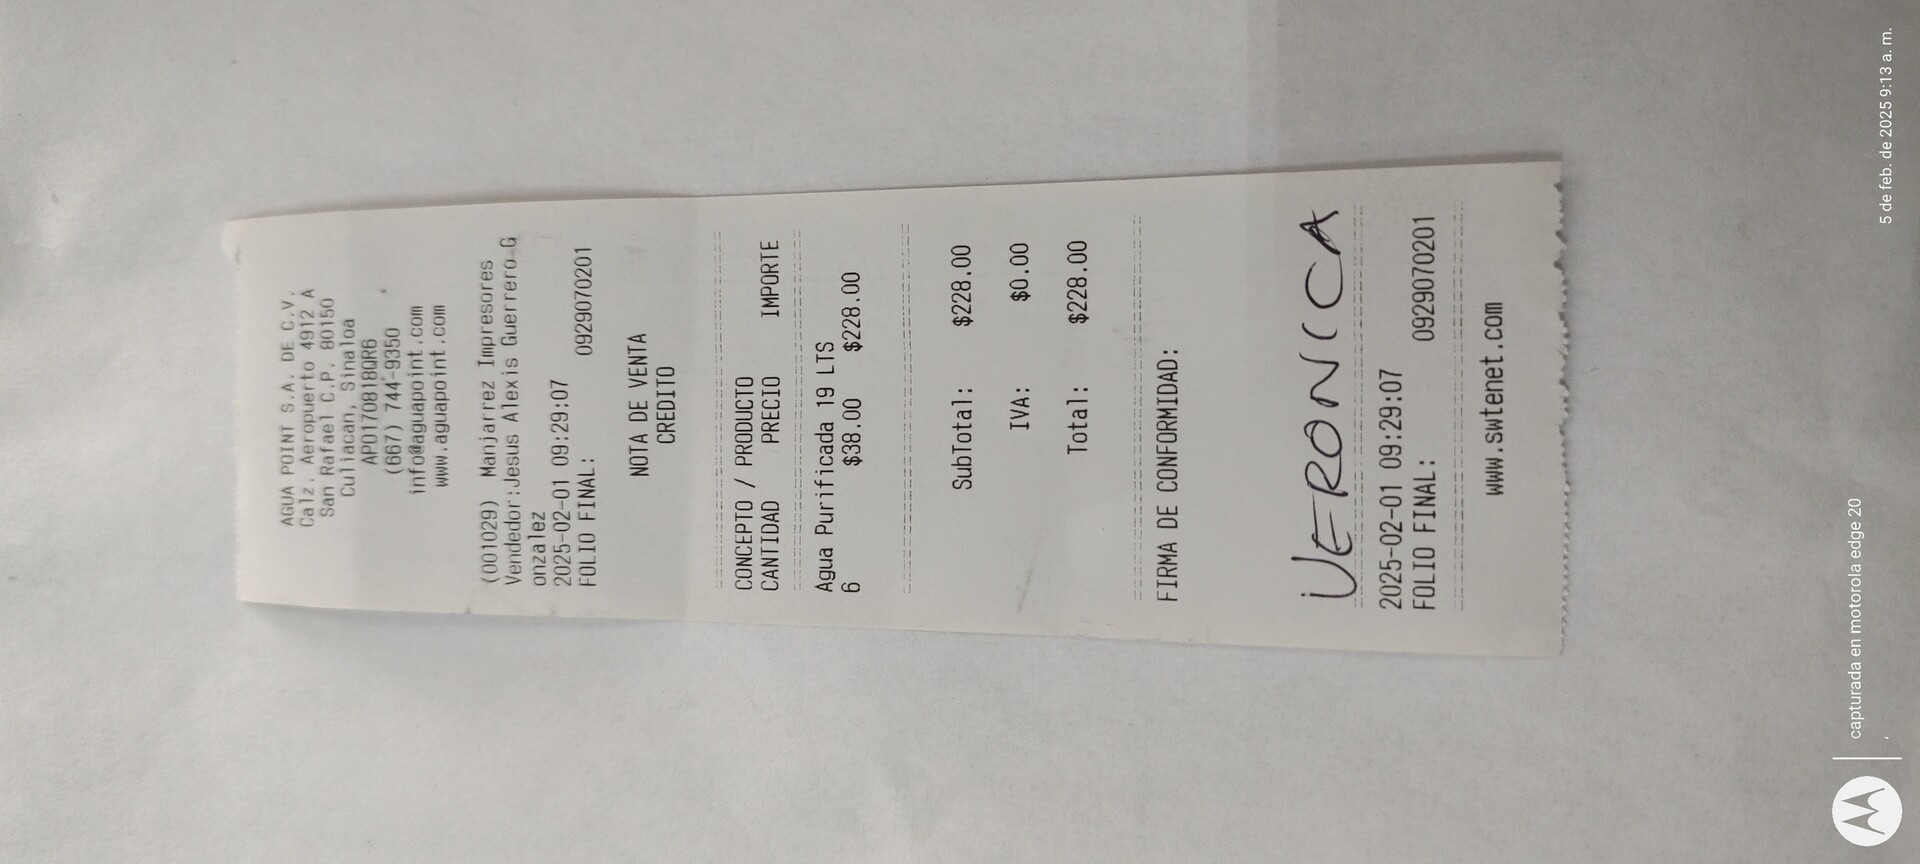 AGUA POINT S.A. DE C.V.
Calz. Aeropuerto 4912 A
San Rafael C.P. 80150
Culiacan, Sinaloa
APO170818QR6
(667) 744-9350
info@aguapoint.com
www.aguapoint.com
(001029) Manjarrez Impresores
Vendedor:Jesus Alexis Guerrero G
onzalez
2025-02-01 09:29:07
FOLIO FINAL: 0929070201
NOTA DE VENTA
CREDITO
CONCEPTO / PRODUCTO
CANTIDAD PRECIO IMPORTE
Agua Purificada 19 LTS
6 $38.00 $228.00
SubTotal: $228.00
IVA: $0.00
Total: $228.00
FIRMA DE CONFORMIDAD:
VERONICA
2025-02-01 09:29:07
FOLIO FINAL: 0929070201
www.swtenet.com
capturada en motorola edge 20
5 de feb. de 2025 9:13 a. m.